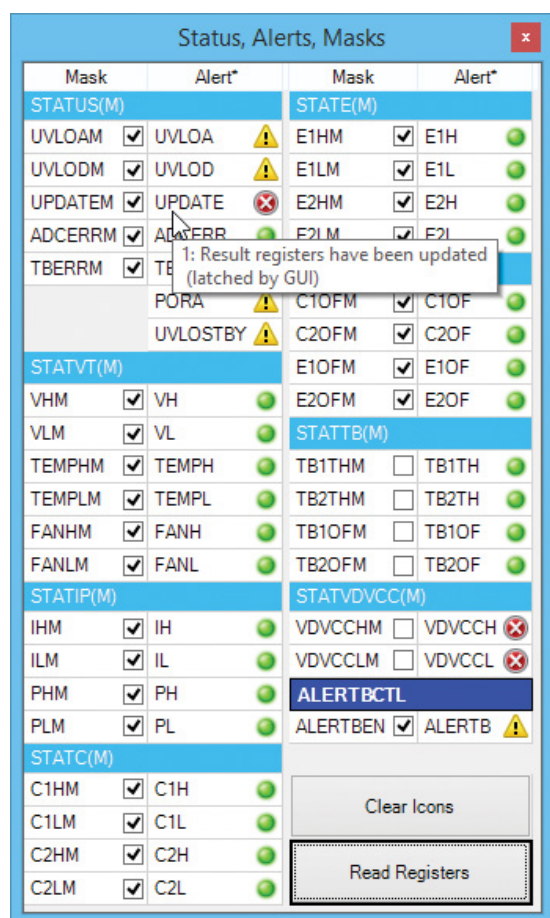 Status, Alerts, Masks
x
Mask Alert* Mask Alert*
STATUS(M) STATE(M)
UVLOAM UVLOA E1HM E1H
UVLODM UVLOD E1LM E1L
UPDATEM UPDATE E2HM E2H
ADCERRM ADCERR E2LM E2L
TBERRM
1: Result registers have been updated
(latched by GUI)
PORA C1OFM C1OF
UVLOSTBY C2OFM C2OF
STATVT(M) E1OFM E1OF
VHM VH E2OFM E2OF
VLM VL STATTB(M)
TEMPHM TEMPH TB1THM TB1TH
TEMPLM TEMPL TB2THM TB2TH
FANHM FANH TB1OFM TB1OF
FANLM FANL TB2OFM TB2OF
STATIP(M) STATVDVCC(M)
IHM IH VDVCCHM VDVCCH
ILM IL VDVCCLM VDVCCL
PHM PH ALERTBCTL
PLM PL ALERTBEN ALERTB
STATC(M)
C1HM C1H
C1LM C1L
Clear Icons
C2HM C2H
C2LM C2L
Read Registers